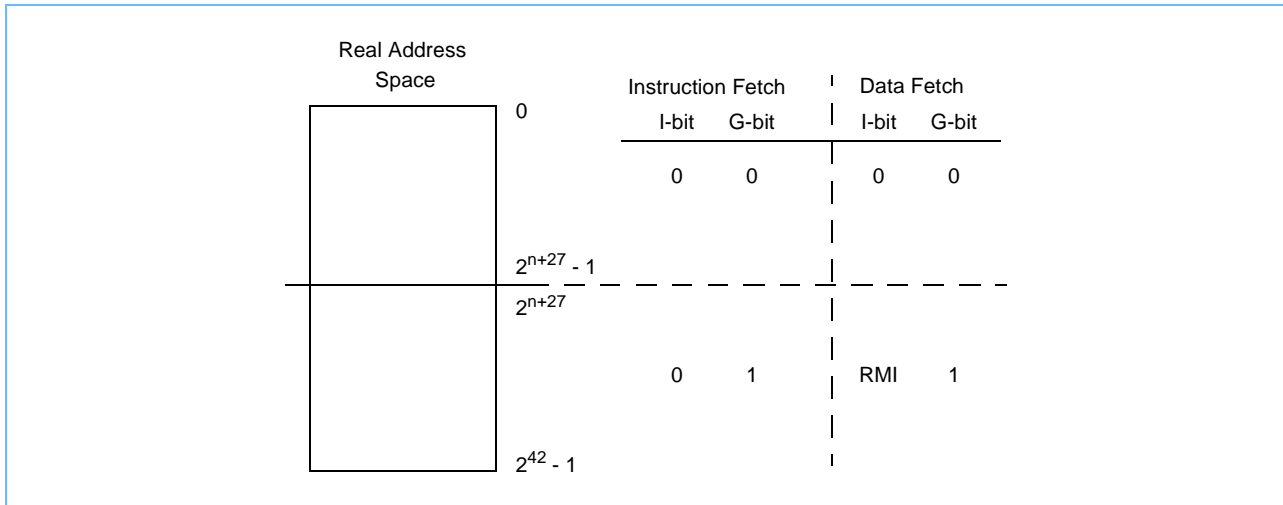 Real Address
Space
0
Instruction Fetch Data Fetch
I-bit G-bit I-bit G-bit
0 0 0 0
2^{n+27} - 1
2^{n+27}
0 1 RMI 1
2^{42} - 1